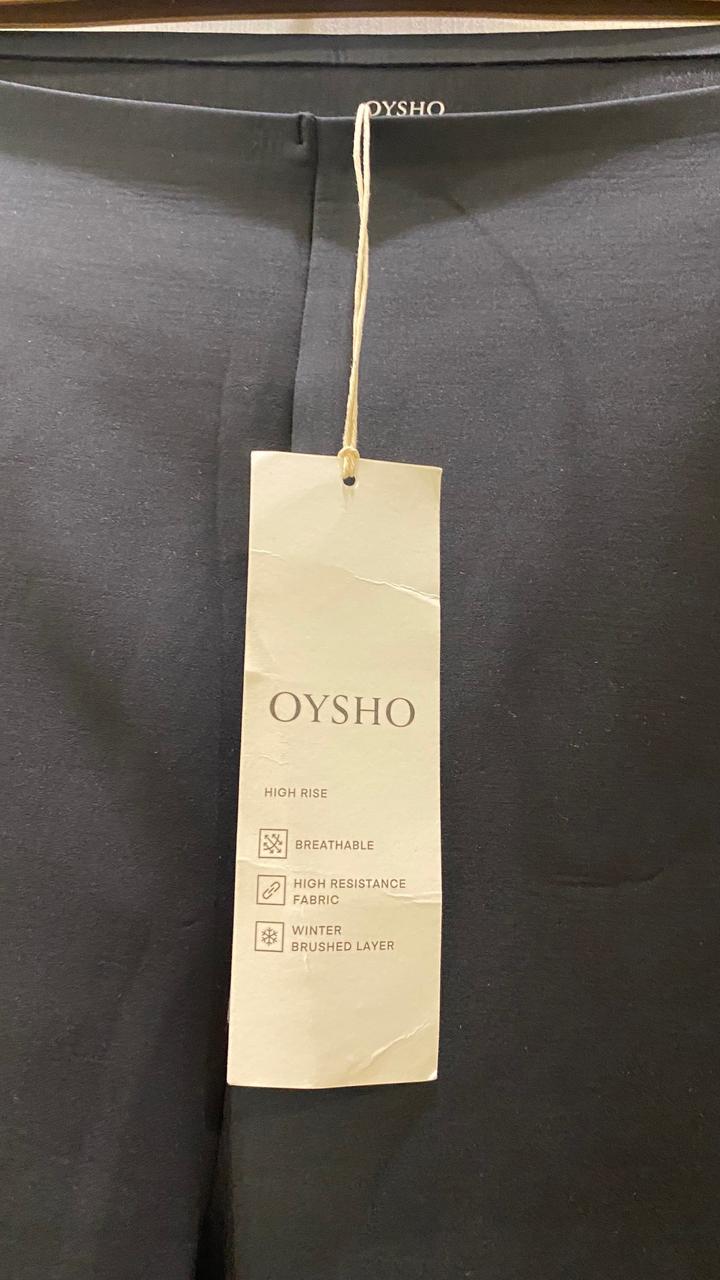 OYSHO
OYSHO
HIGH RISE
BREATHABLE
HIGH RESISTANCE
FABRIC
WINTER
BRUSHED LAYER